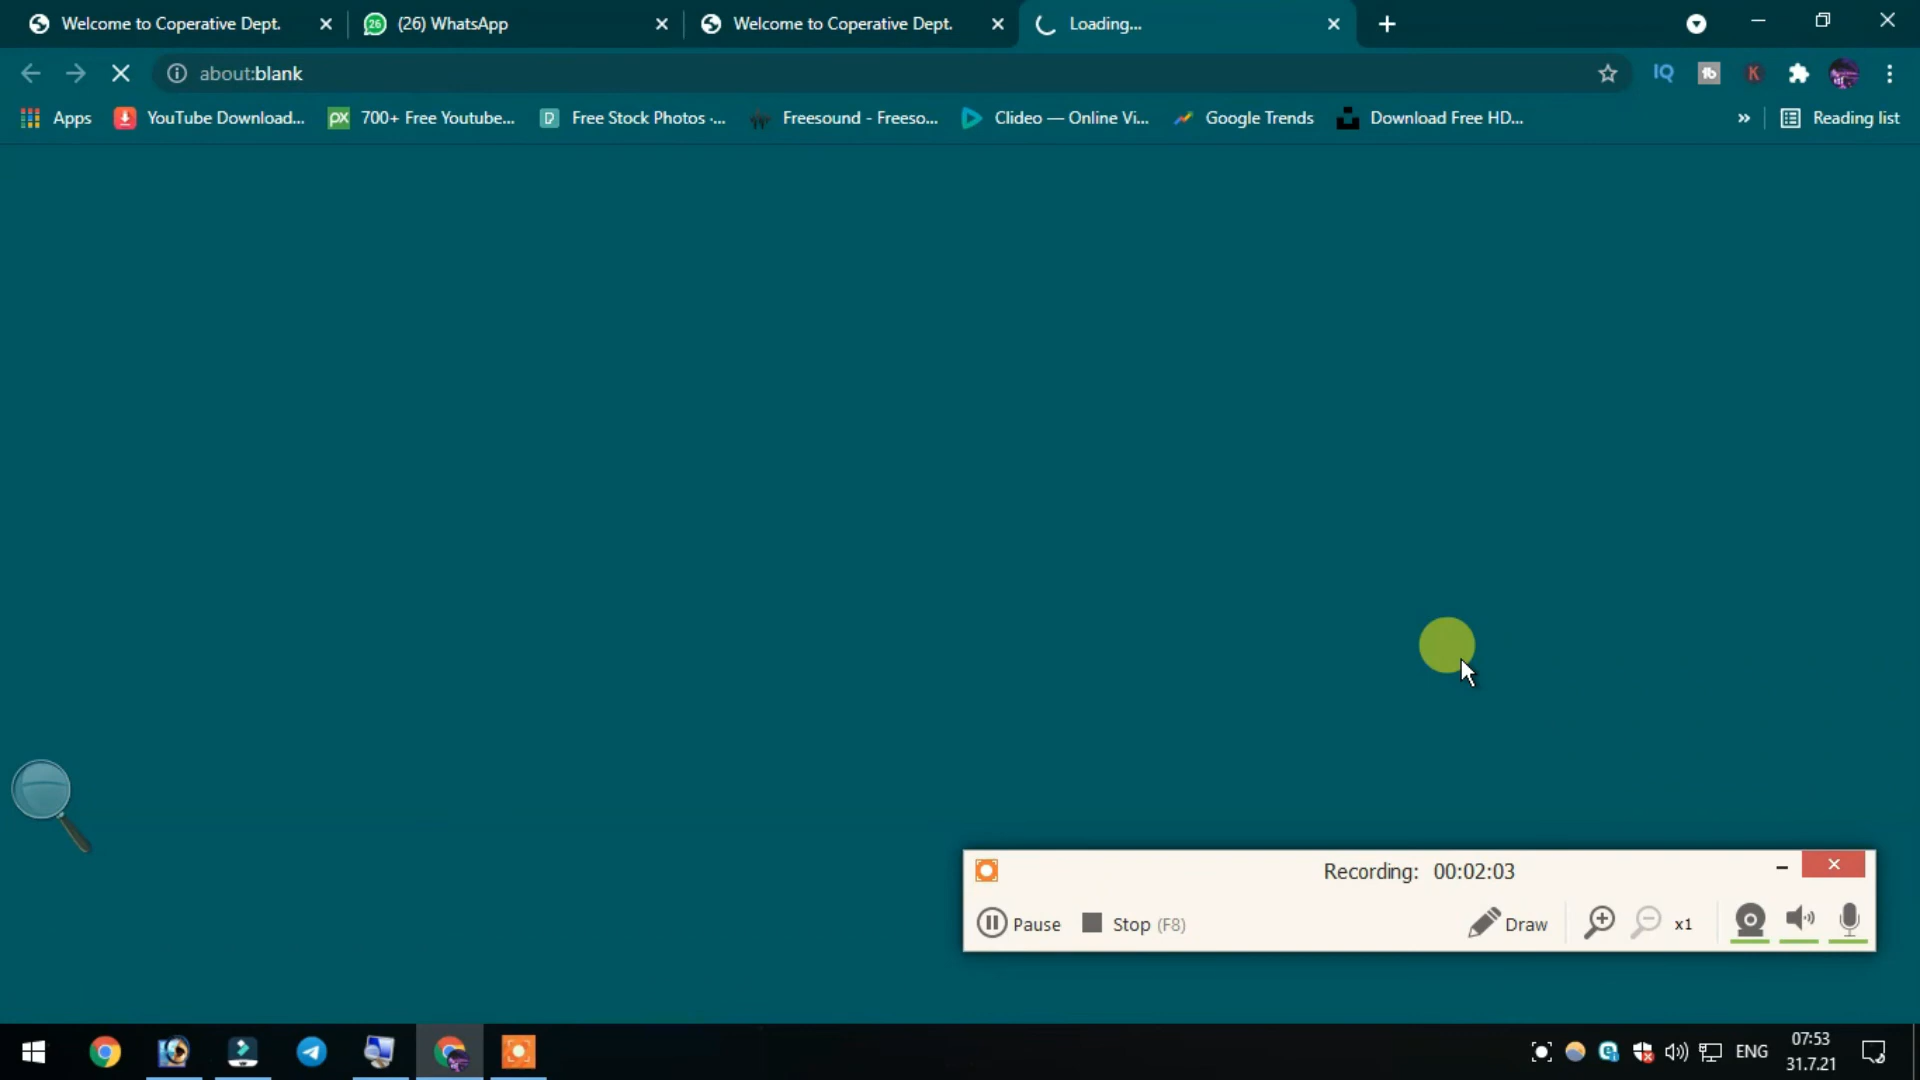 Welcome to Coperative Dept.
(26) WhatsApp
Welcome to Coperative Dept.
Loading...
about:blank
IQ
tb
K
Apps
YouTube Download...
px
700+ Free Youtube...
Free Stock Photos ·...
Freesound - Freeso...
Clideo — Online Vi...
Google Trends
Download Free HD...
»
Reading list
Recording: 00:02:03
Pause
Stop (F8)
Draw
x1
ENG
07:53
31.7.21